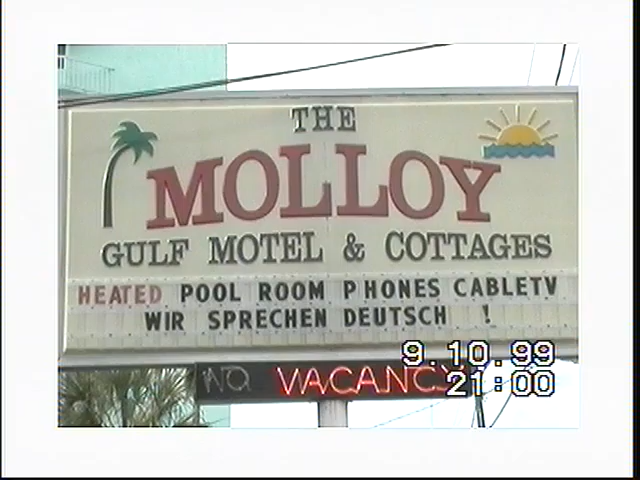 THE
MOLLOY
GULF MOTEL & COTTAGES
HEATED POOL ROOM PHONES CABLETV
WIR SPRECHEN DEUTSCH !
NO VACANCY
9.10.99
21:00